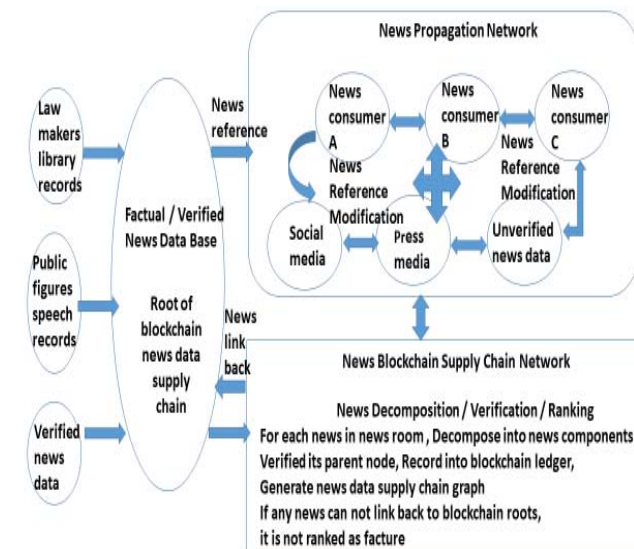 News Propagation Network
Law
makers
library
records
News
reference
News
consumer
A
News
consumer
B
News
consumer
C
News
Reference
Modification
News
Reference
Modification
Social
media
Press
media
Unverified
news data
Factual / Verified
News Data Base
Root of
blockchain
news data
supply
chain
Public
figures
speech
records
Verified
news
data
News
link
back
News Blockchain Supply Chain Network
News Decomposition / Verification / Ranking
For each news in news room , Decompose into news components
Verified its parent node, Record into blockchain ledger,
Generate news data supply chain graph
If any news can not link back to blockchain roots,
it is not ranked as facture